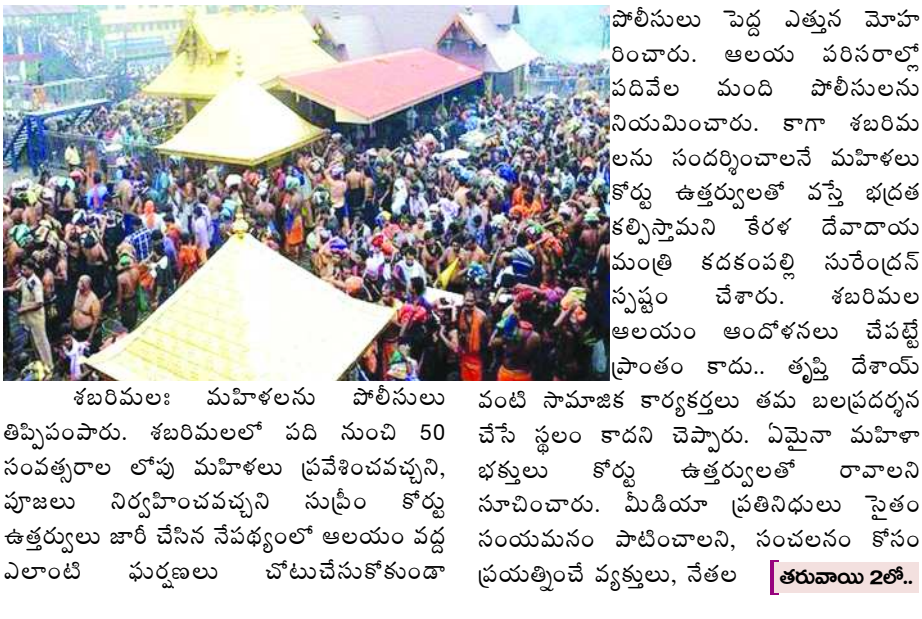 శబరిమలః మహిళలను పోలీసులు
తిప్పిపంపారు. శబరిమలలో పది నుంచి 50
సంవత్సరాల లోపు మహిళలు ప్రవేశించవచ్చని,
పూజలు నిర్వహించవచ్చని సుప్రీం కోర్టు
ఉత్తర్వులు జారీ చేసిన నేపథ్యంలో ఆలయం వద్ద
ఎలాంటి ఘర్షణలు చోటుచేసుకోకుండా
పోలీసులు పెద్ద ఎత్తున మోహ
రించారు. ఆలయ పరిసరాల్లో
పదివేల మంది పోలీసులను
నియమించారు. కాగా శబరిమ
లను సందర్శించాలనే మహిళలు
కోర్టు ఉత్తర్వులతో వస్తే భద్రత
కల్పిస్తామని కేరళ దేవాదాయ
మంత్రి కదకంపల్లి సురేంద్రన్
స్పష్టం చేశారు. శబరిమల
ఆలయం ఆందోళనలు చేపట్టే
ప్రాంతం కాదు.. తృప్తి దేశాయ్
వంటి సామాజిక కార్యకర్తలు తమ బలప్రదర్శన
చేసే స్థలం కాదని చెప్పారు. ఏమైనా మహిళా
భక్తులు కోర్టు ఉత్తర్వులతో రావాలని
సూచించారు. మీడియా ప్రతినిధులు సైతం
సంయమనం పాటించాలని, సంచలనం కోసం
ప్రయత్నించే వ్యక్తులు, నేతల
తరువాయి 2లో..